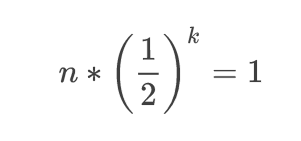 n * (1/2)^k = 1